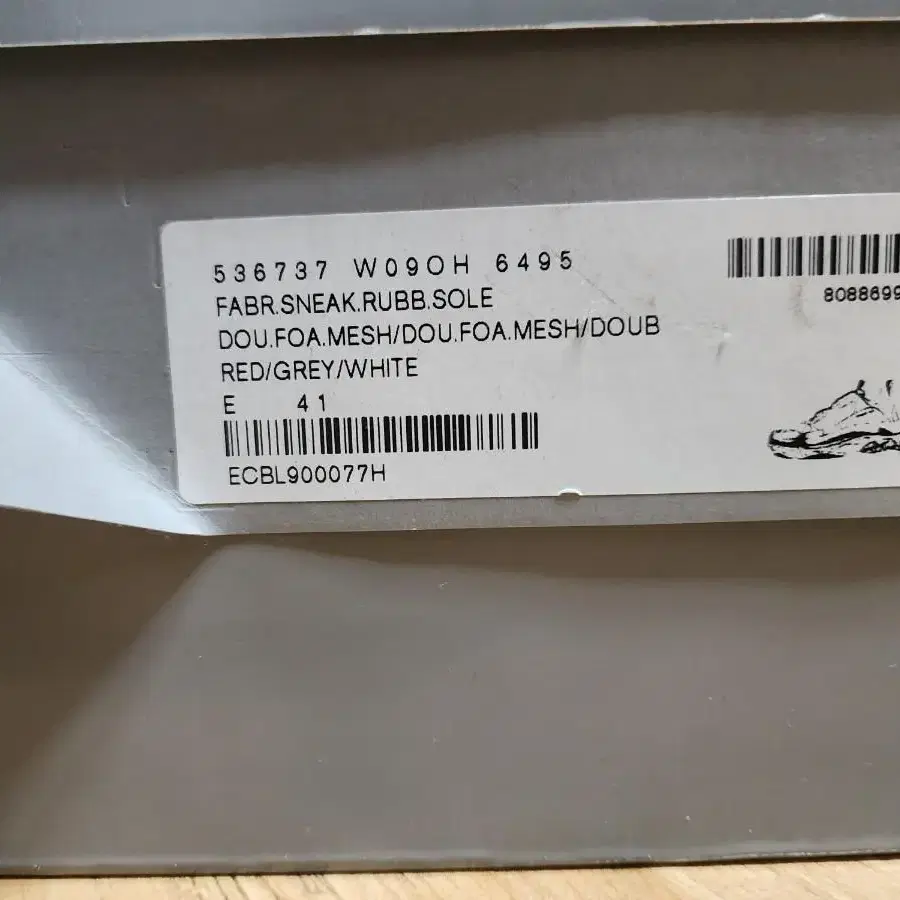 536737 W09OH 6495
FABR.SNEAK.RUBB.SOLE
DOU.FOA.MESH/DOU.FOA.MESH/DOUB
RED/GREY/WHITE
E 41
ECBL900077H
8088699